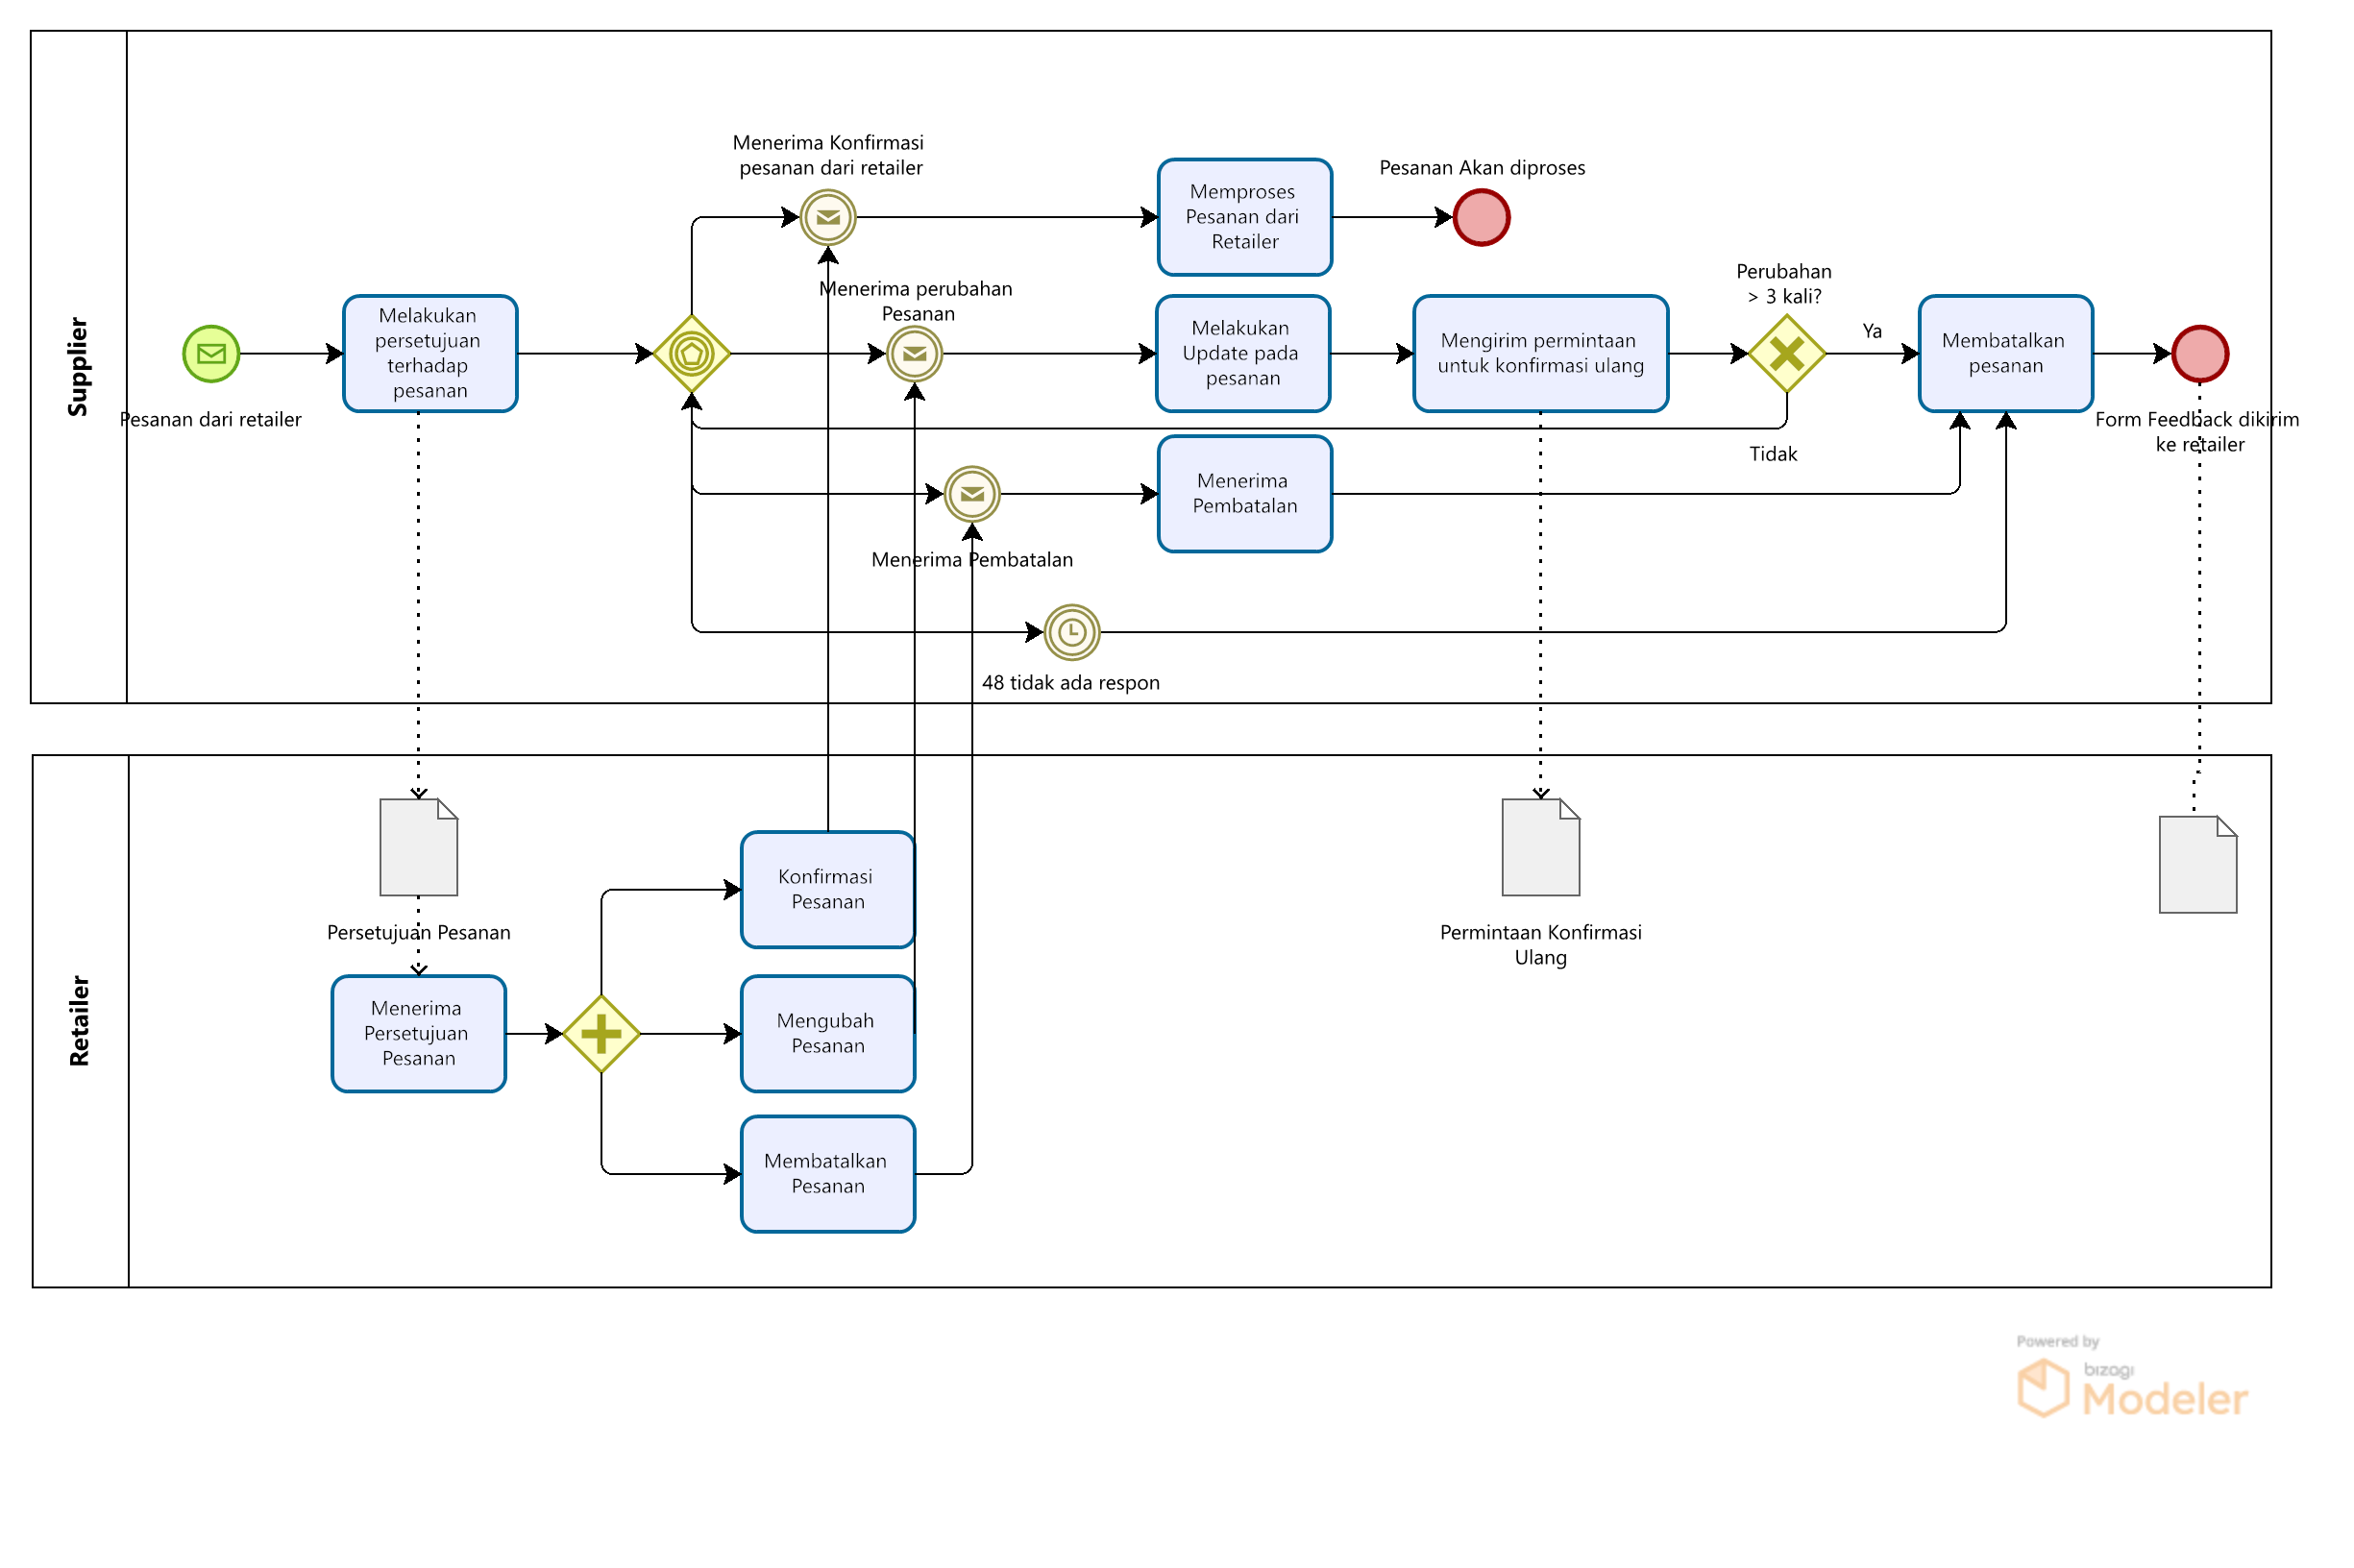 Supplier
Pesanan dari retailer
Melakukan
persetujuan
terhadap
pesanan
Menerima Konfirmasi
pesanan dari retailer
Memproses
Pesanan dari
Retailer
Pesanan Akan diproses
Menerima perubahan
Pesanan
Melakukan
Update pada
pesanan
Mengirim permintaan
untuk konfirmasi ulang
Perubahan
> 3 kali?
Ya
Tidak
Membatalkan
pesanan
Form Feedback dikirim
ke retailer
Menerima Pembatalan
Menerima
Pembatalan
48 tidak ada respon
Retailer
Persetujuan Pesanan
Menerima
Persetujuan
Pesanan
Konfirmasi
Pesanan
Mengubah
Pesanan
Membatalkan
Pesanan
Permintaan Konfirmasi
Ulang
Powered by
bizagi
Modeler